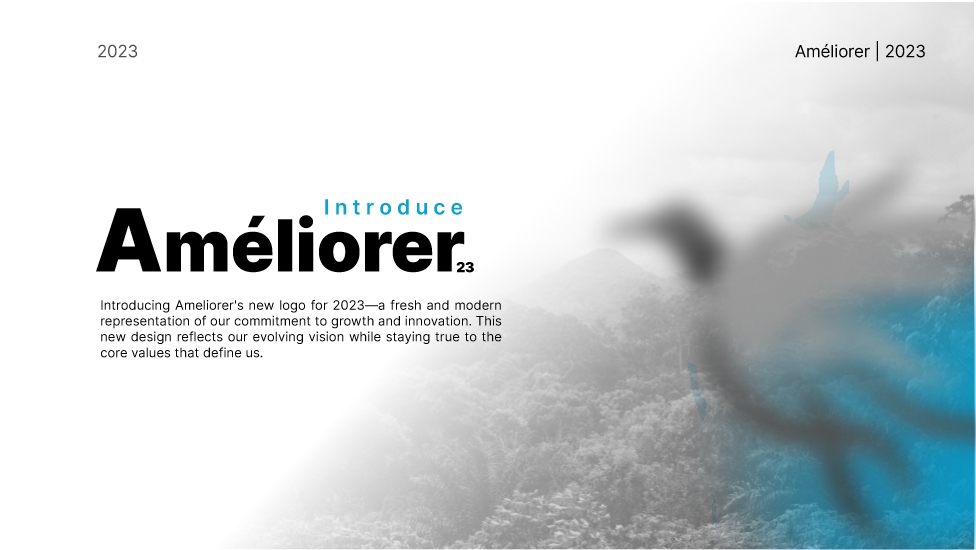 2023
Améliorer | 2023
Introduce
Améliorer
23
Introducing Ameliorer's new logo for 2023—a fresh and modern
representation of our commitment to growth and innovation. This
new design reflects our evolving vision while staying true to the
core values that define us.